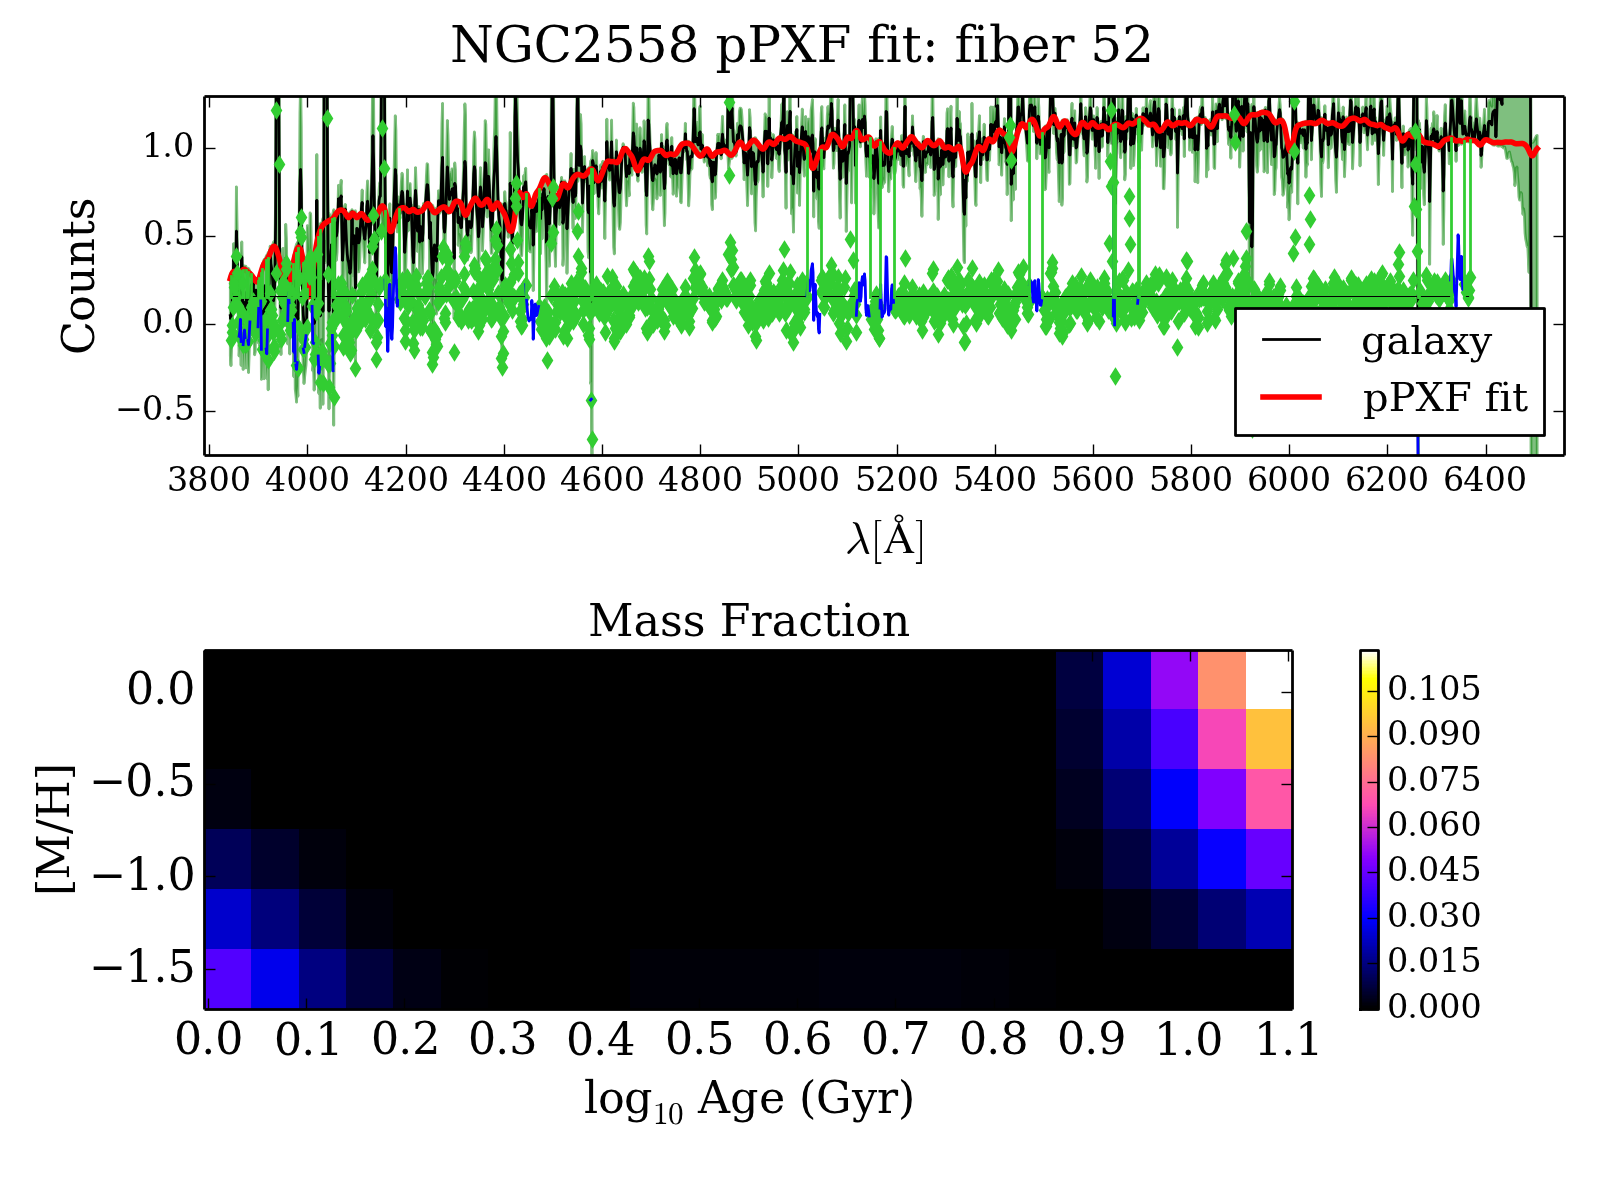 NGC2558 pPXF fit: fiber 52
1.0
0.5
0.0
−0.5
Counts
galaxy
pPXF fit
3800 4000 4200 4400 4600 4800 5000 5200 5400 5600 5800 6000 6200 6400
λ[Å]
Mass Fraction
0.0
−0.5
−1.0
−1.5
[M/H]
0.0 0.1 0.2 0.3 0.4 0.5 0.6 0.7 0.8 0.9 1.0 1.1
log₁₀ Age (Gyr)
0.105
0.090
0.075
0.060
0.045
0.030
0.015
0.000